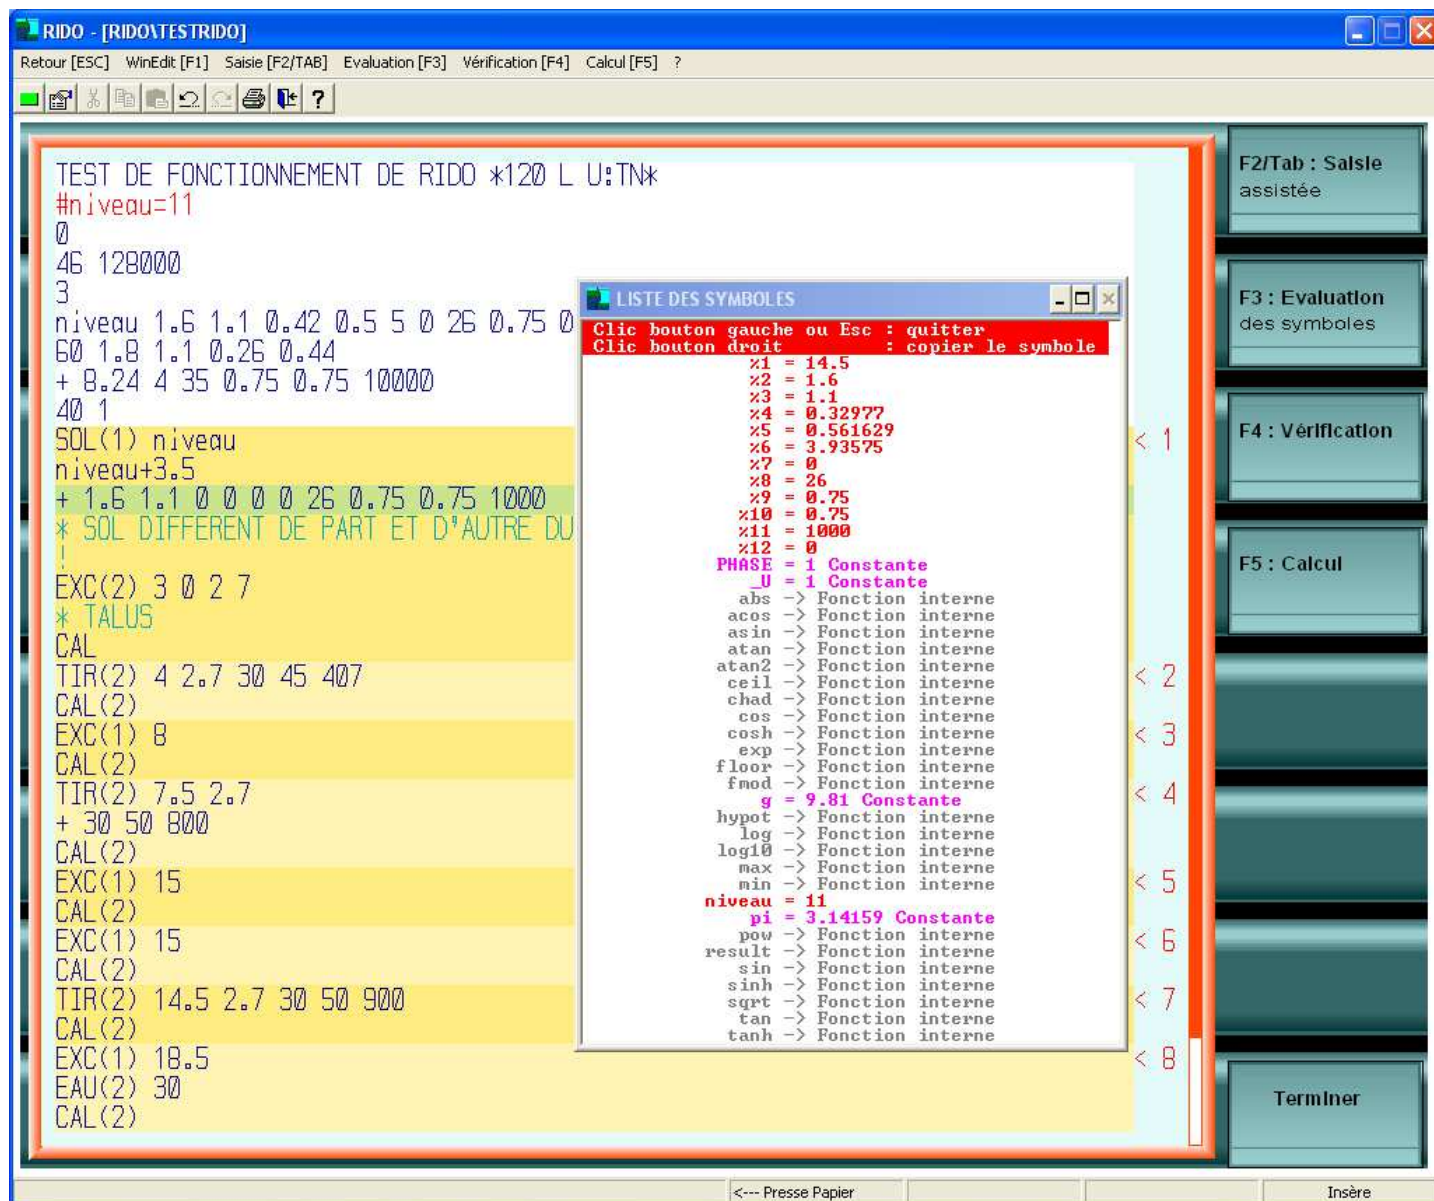 RIDO - [RIDO\TESTRIDO]
Retour [ESC] WinEdit [F1] Saisie [F2/TAB] Evaluation [F3] Vérification [F4] Calcul [F5] ?
TEST DE FONCTIONNEMENT DE RIDO *120 L U:TN*
#niveau=11
0
46 128000
3
niveau 1.6 1.1 0.42 0.5 5 0 26 0.75 0
60 1.8 1.1 0.26 0.44
+ 8.24 4 35 0.75 0.75 10000
40 1
SOL(1) niveau < 1
niveau+3.5
+ 1.6 1.1 0 0 0 0 26 0.75 0.75 1000
* SOL DIFFERENT DE PART ET D'AUTRE DU
!
EXC(2) 3 0 2 7
* TALUS
CAL
TIR(2) 4 2.7 30 45 407 < 2
CAL(2)
EXC(1) 8 < 3
CAL(2)
TIR(2) 7.5 2.7 < 4
+ 30 50 800
CAL(2)
EXC(1) 15 < 5
CAL(2)
EXC(1) 15 < 6
CAL(2)
TIR(2) 14.5 2.7 30 50 900 < 7
CAL(2)
EXC(1) 18.5 < 8
EAU(2) 30
CAL(2)
LISTE DES SYMBOLES
Clic bouton gauche ou Esc : quitter
Clic bouton droit : copier le symbole
%1 = 14.5
%2 = 1.6
%3 = 1.1
%4 = 0.32977
%5 = 0.561629
%6 = 3.93575
%7 = 0
%8 = 26
%9 = 0.75
%10 = 0.75
%11 = 1000
%12 = 0
PHASE = 1 Constante
_U = 1 Constante
abs -> Fonction interne
acos -> Fonction interne
asin -> Fonction interne
atan -> Fonction interne
atan2 -> Fonction interne
ceil -> Fonction interne
chad -> Fonction interne
cos -> Fonction interne
cosh -> Fonction interne
exp -> Fonction interne
floor -> Fonction interne
fmod -> Fonction interne
g = 9.81 Constante
hypot -> Fonction interne
log -> Fonction interne
log10 -> Fonction interne
max -> Fonction interne
min -> Fonction interne
niveau = 11
pi = 3.14159 Constante
pow -> Fonction interne
result -> Fonction interne
sin -> Fonction interne
sinh -> Fonction interne
sqrt -> Fonction interne
tan -> Fonction interne
tanh -> Fonction interne
F2/Tab : Saisie
assistée
F3 : Evaluation
des symboles
F4 : Vérification
F5 : Calcul
Terminer
<--- Presse Papier
Insère